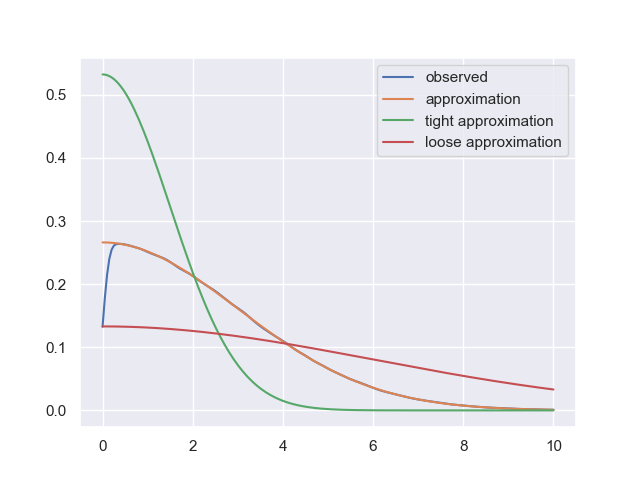 observed
approximation
tight approximation
loose approximation
0.5
0.4
0.3
0.2
0.1
0.0
0 2 4 6 8 10